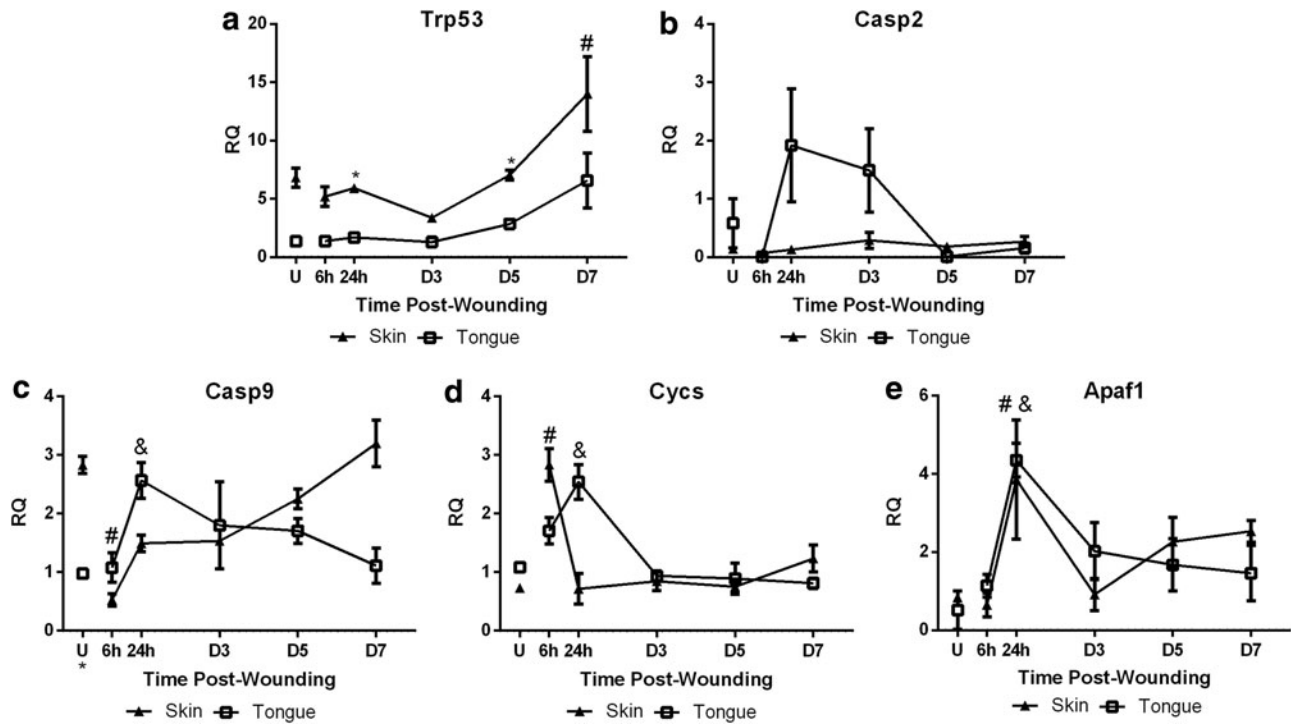 a Trp53
20
15
10
5
0
RQ
*
*
#
U 6h 24h D3 D5 D7
Time Post-Wounding
Skin Tongue
b Casp2
4
3
2
1
0
RQ
U 6h 24h D3 D5 D7
Time Post-Wounding
Skin Tongue
c Casp9
4
3
2
1
0
RQ
#
&
U 6h 24h D3 D5 D7
*
Time Post-Wounding
Skin Tongue
d Cycs
4
3
2
1
0
RQ
#
&
U 6h 24h D3 D5 D7
Time Post-Wounding
Skin Tongue
e Apaf1
6
4
2
0
RQ
# &
U 6h 24h D3 D5 D7
Time Post-Wounding
Skin Tongue